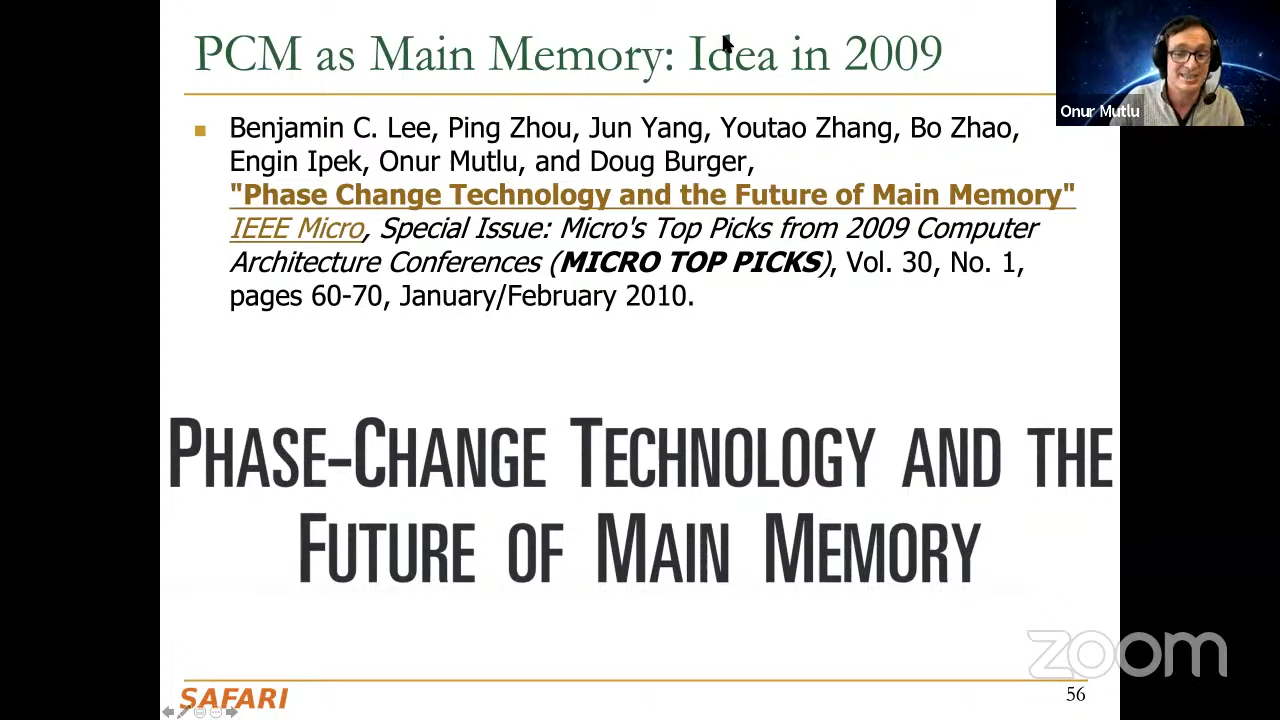 PCM as Main Memory: Idea in 2009
Onur Mutlu
Benjamin C. Lee, Ping Zhou, Jun Yang, Youtao Zhang, Bo Zhao,
Engin Ipek, Onur Mutlu, and Doug Burger,
"Phase Change Technology and the Future of Main Memory"
IEEE Micro, Special Issue: Micro's Top Picks from 2009 Computer
Architecture Conferences (MICRO TOP PICKS), Vol. 30, No. 1,
pages 60-70, January/February 2010.
PHASE-CHANGE TECHNOLOGY AND THE
FUTURE OF MAIN MEMORY
zoom
SAFARI
56